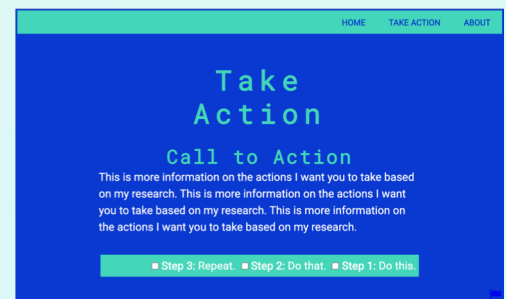 HOME TAKE ACTION ABOUT
Take
Action
Call to Action
This is more information on the actions I want you to take based
on my research. This is more information on the actions I want
you to take based on my research. This is more information on
the actions I want you to take based on my research.
Step 3: Repeat. Step 2: Do that. Step 1: Do this.